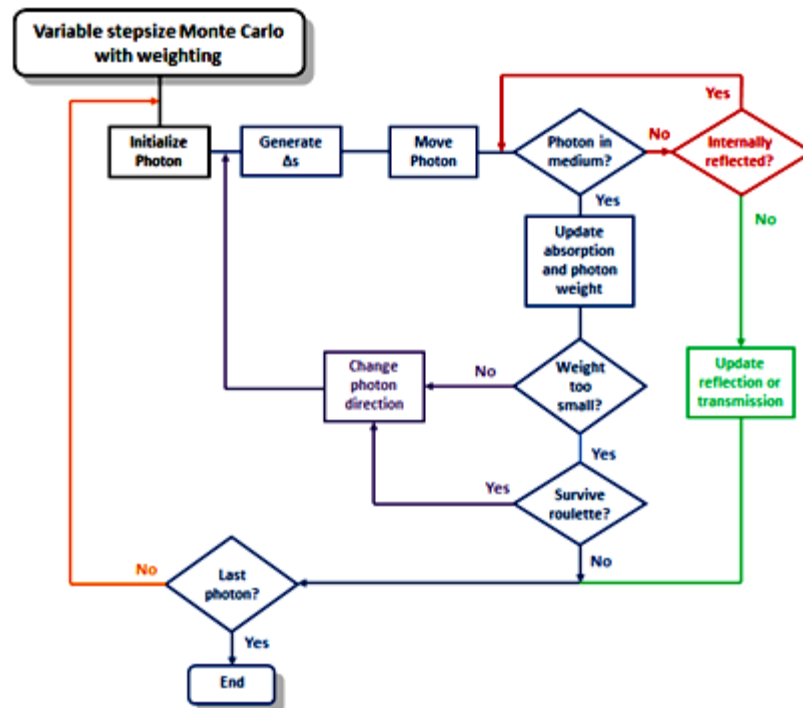 Variable stepsize Monte Carlo
with weighting
Yes
Initialize
Photon
Generate
Δs
Move
Photon
Photon in
medium?
No
Internally
reflected?
Yes
No
Update
absorption
and photon
weight
Change
photon
direction
No
Weight
too
small?
Update
reflection or
transmission
Yes
Yes
Survive
roulette?
No
No
Last
photon?
Yes
End